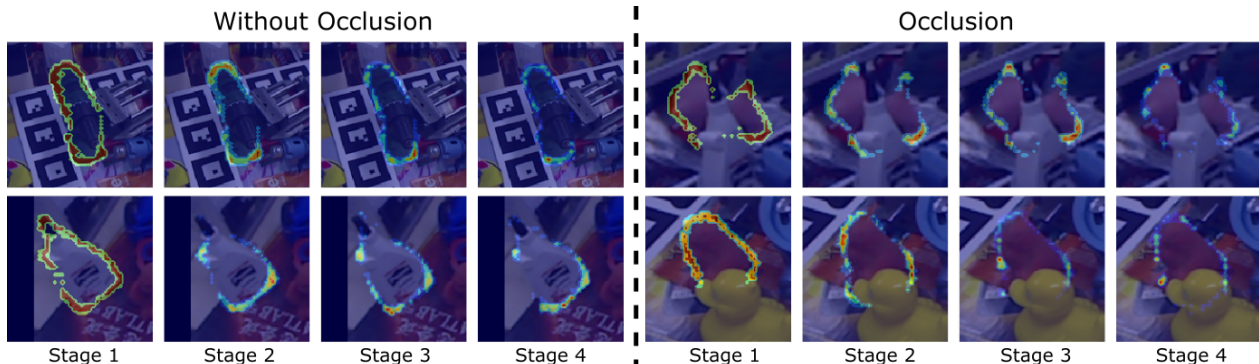 Without Occlusion
Occlusion
MATLAB
Stage 1 Stage 2 Stage 3 Stage 4 Stage 1 Stage 2 Stage 3 Stage 4